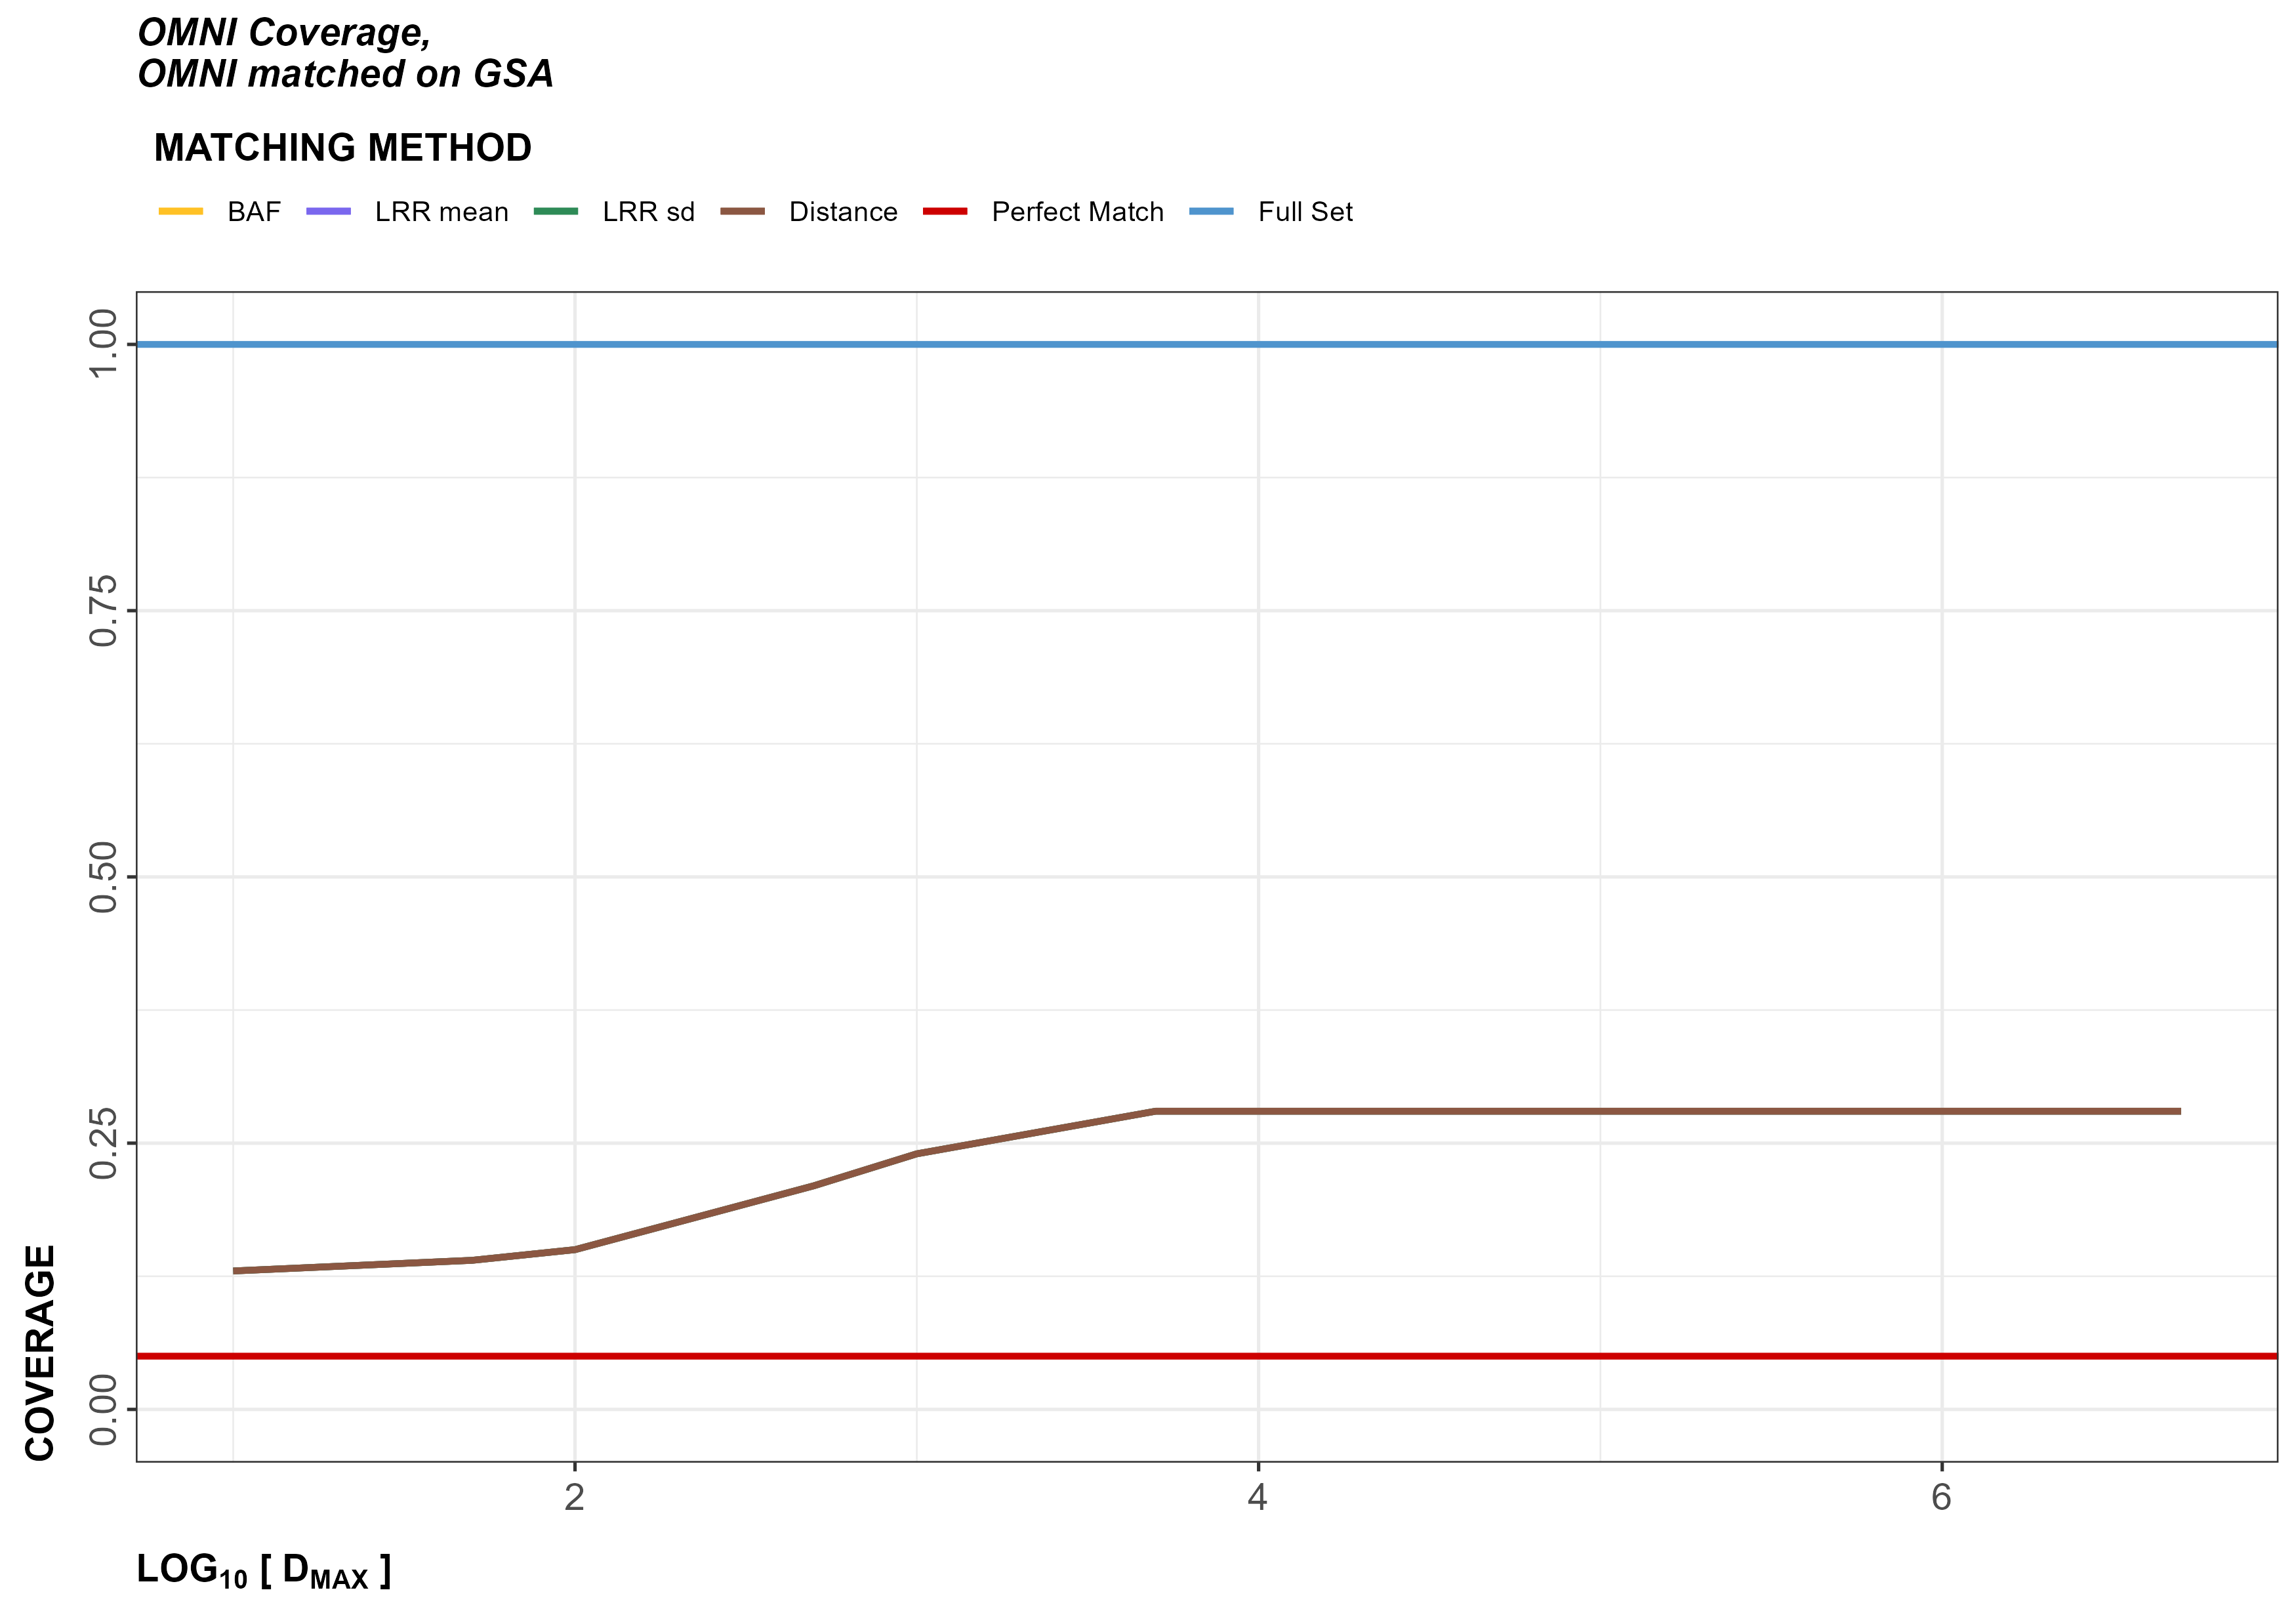 OMNI Coverage,
OMNI matched on GSA
MATCHING METHOD
BAF LRR mean LRR sd Distance Perfect Match Full Set
1.00
0.75
0.50
0.25
0.00
COVERAGE
2 4 6
LOG10 [ DMAX ]